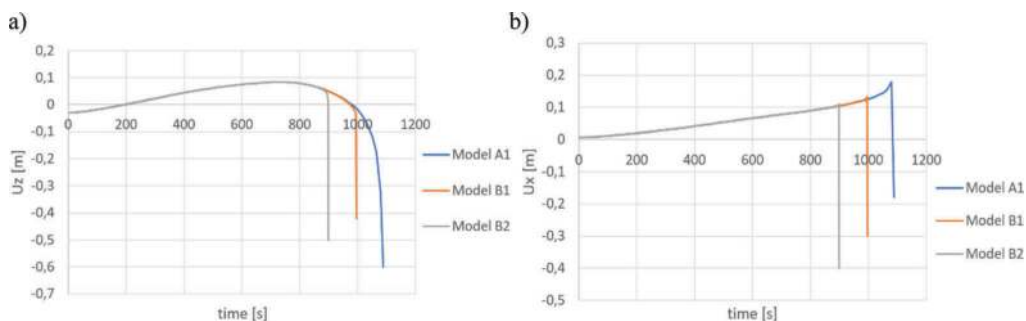 a)
0,2
0,1
0
-0,1
-0,2
-0,3
-0,4
-0,5
-0,6
-0,7
0 200 400 600 800 1000 1200
Uz [m]
time [s]
Model A1
Model B1
Model B2
b)
0,3
0,2
0,1
0
-0,1
-0,2
-0,3
-0,4
-0,5
0 200 400 600 800 1000 1200
Ux [m]
time [s]
Model A1
Model B1
Model B2